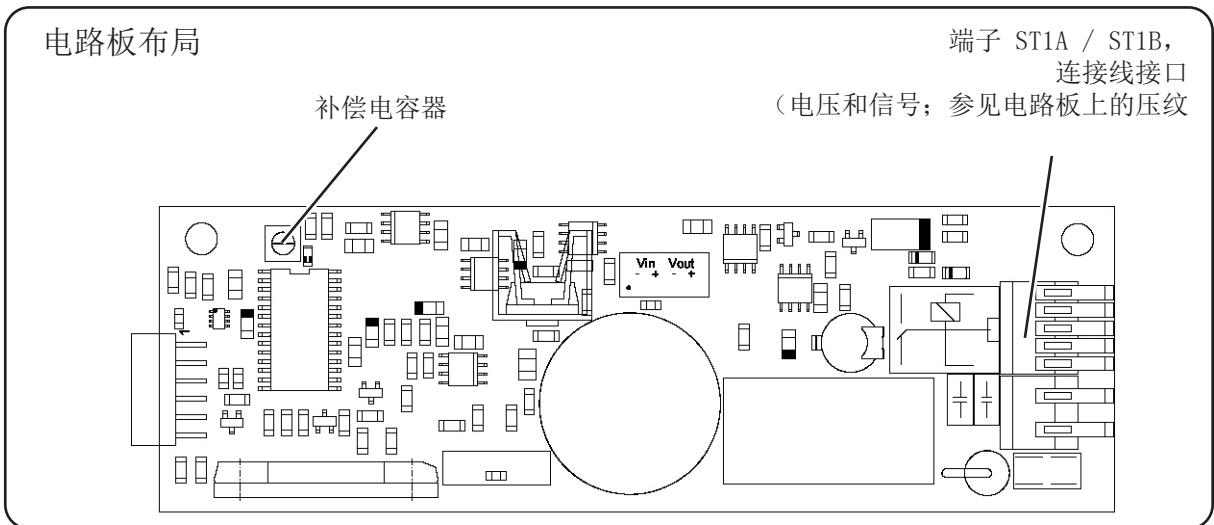 电路板布局
端子 ST1A / ST1B,
连接线接口
(电压和信号; 参见电路板上的压纹
补偿电容器
Vin Vout
- + - +
1